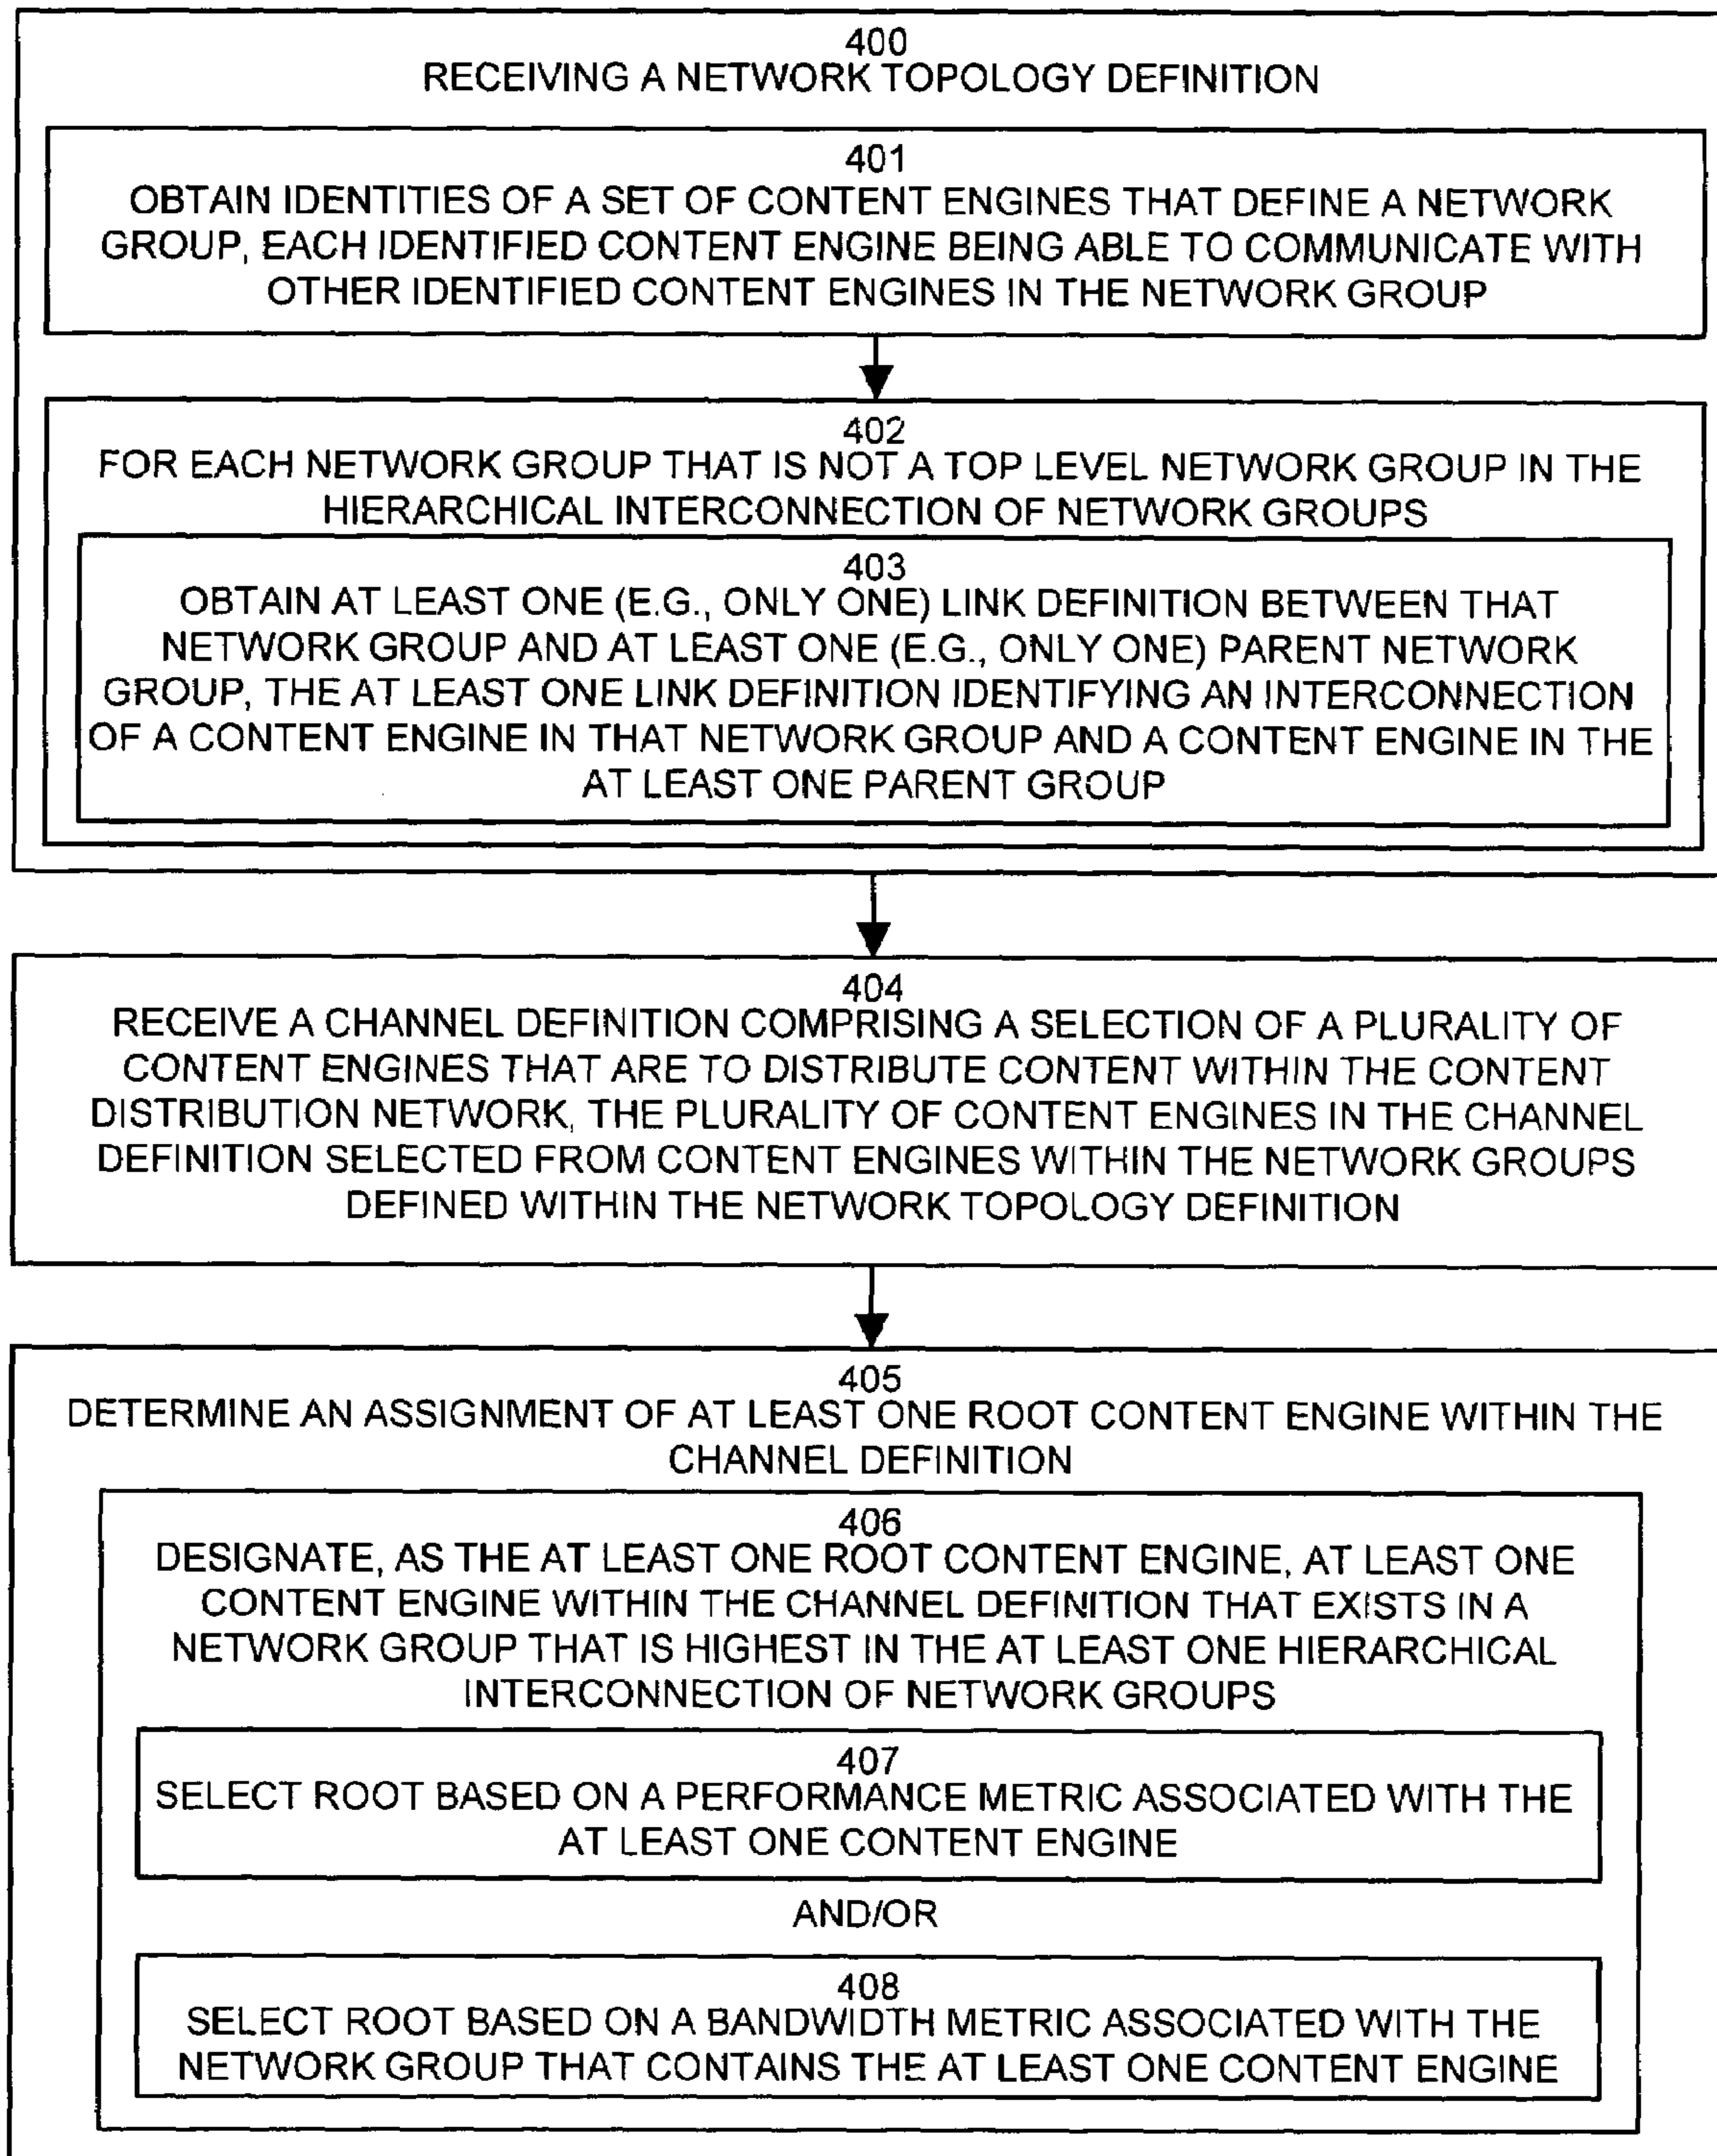 400
RECEIVING A NETWORK TOPOLOGY DEFINITION
401
OBTAIN IDENTITIES OF A SET OF CONTENT ENGINES THAT DEFINE A NETWORK
GROUP, EACH IDENTIFIED CONTENT ENGINE BEING ABLE TO COMMUNICATE WITH
OTHER IDENTIFIED CONTENT ENGINES IN THE NETWORK GROUP
402
FOR EACH NETWORK GROUP THAT IS NOT A TOP LEVEL NETWORK GROUP IN THE
HIERARCHICAL INTERCONNECTION OF NETWORK GROUPS
403
OBTAIN AT LEAST ONE (E.G., ONLY ONE) LINK DEFINITION BETWEEN THAT
NETWORK GROUP AND AT LEAST ONE (E.G., ONLY ONE) PARENT NETWORK
GROUP, THE AT LEAST ONE LINK DEFINITION IDENTIFYING AN INTERCONNECTION
OF A CONTENT ENGINE IN THAT NETWORK GROUP AND A CONTENT ENGINE IN THE
AT LEAST ONE PARENT GROUP
404
RECEIVE A CHANNEL DEFINITION COMPRISING A SELECTION OF A PLURALITY OF
CONTENT ENGINES THAT ARE TO DISTRIBUTE CONTENT WITHIN THE CONTENT
DISTRIBUTION NETWORK, THE PLURALITY OF CONTENT ENGINES IN THE CHANNEL
DEFINITION SELECTED FROM CONTENT ENGINES WITHIN THE NETWORK GROUPS
DEFINED WITHIN THE NETWORK TOPOLOGY DEFINITION
405
DETERMINE AN ASSIGNMENT OF AT LEAST ONE ROOT CONTENT ENGINE WITHIN THE
CHANNEL DEFINITION
406
DESIGNATE, AS THE AT LEAST ONE ROOT CONTENT ENGINE, AT LEAST ONE
CONTENT ENGINE WITHIN THE CHANNEL DEFINITION THAT EXISTS IN A
NETWORK GROUP THAT IS HIGHEST IN THE AT LEAST ONE HIERARCHICAL
INTERCONNECTION OF NETWORK GROUPS
407
SELECT ROOT BASED ON A PERFORMANCE METRIC ASSOCIATED WITH THE
AT LEAST ONE CONTENT ENGINE
AND/OR
408
SELECT ROOT BASED ON A BANDWIDTH METRIC ASSOCIATED WITH THE
NETWORK GROUP THAT CONTAINS THE AT LEAST ONE CONTENT ENGINE